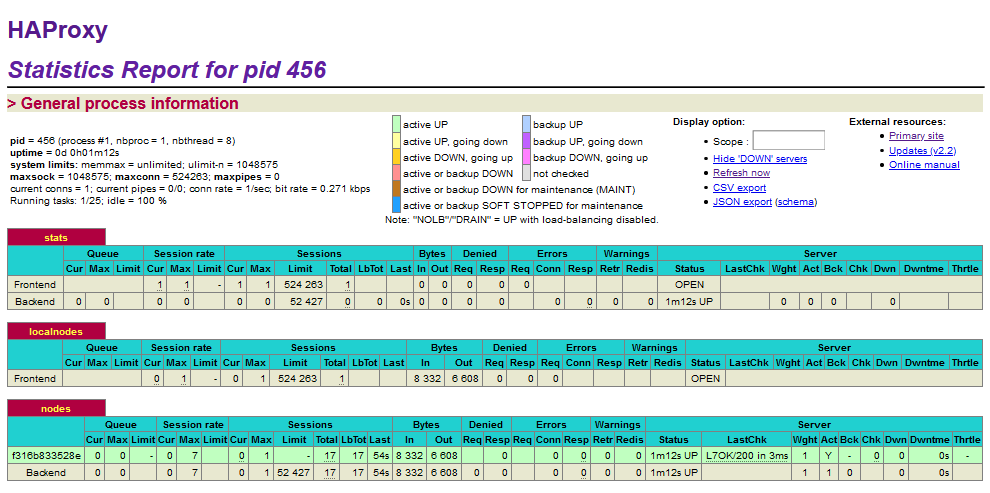 HAProxy
Statistics Report for pid 456
> General process information
pid = 456 (process #1, nbproc = 1, nbthread = 8)
uptime = 0d 0h01m12s
system limits: memmax = unlimited; ulimit-n = 1048575
maxsock = 1048575; maxconn = 524263; maxpipes = 0
current conns = 1; current pipes = 0/0; conn rate = 1/sec; bit rate = 0.271 kbps
Running tasks: 1/25; idle = 100 %
active UP
backup UP
active UP, going down
backup UP, going down
active DOWN, going up
backup DOWN, going up
active or backup DOWN
not checked
active or backup DOWN for maintenance (MAINT)
active or backup SOFT STOPPED for maintenance
Note: "NOLB"/"DRAIN" = UP with load-balancing disabled.
Display option:
• Scope :
• Hide 'DOWN' servers
• Refresh now
• CSV export
• JSON export (schema)
External resources:
• Primary site
• Updates (v2.2)
• Online manual
stats
Queue Session rate Sessions Bytes Denied Errors Warnings Server
Cur Max Limit Cur Max Limit Cur Max Limit Total LbTot Last In Out Req Resp Req Conn Resp Retr Redis Status LastChk Wght Act Bck Chk Dwn Dwntme Thrtle
Frontend 1 1 - 1 1 524 263 1 0 0 0 0 0 OPEN
Backend 0 0 0 0 0 0 52 427 0 0 0s 0 0 0 0 0 0 0 0 1m12s UP 0 0 0 0
localnodes
Queue Session rate Sessions Bytes Denied Errors Warnings Server
Cur Max Limit Cur Max Limit Cur Max Limit Total LbTot Last In Out Req Resp Req Conn Resp Retr Redis Status LastChk Wght Act Bck Chk Dwn Dwntme Thrtle
Frontend 0 1 - 0 1 524 263 1 8 332 6 608 0 0 0 OPEN
nodes
Queue Session rate Sessions Bytes Denied Errors Warnings Server
Cur Max Limit Cur Max Limit Cur Max Limit Total LbTot Last In Out Req Resp Req Conn Resp Retr Redis Status LastChk Wght Act Bck Chk Dwn Dwntme Thrtle
f316b833528e 0 0 - 0 7 0 1 - 17 17 54s 8 332 6 608 0 0 0 0 0 1m12s UP L7OK/200 in 3ms 1 Y - 0 0 0s -
Backend 0 0 0 7 0 1 52 427 17 17 54s 8 332 6 608 0 0 0 0 0 0 1m12s UP 1 1 0 0 0s